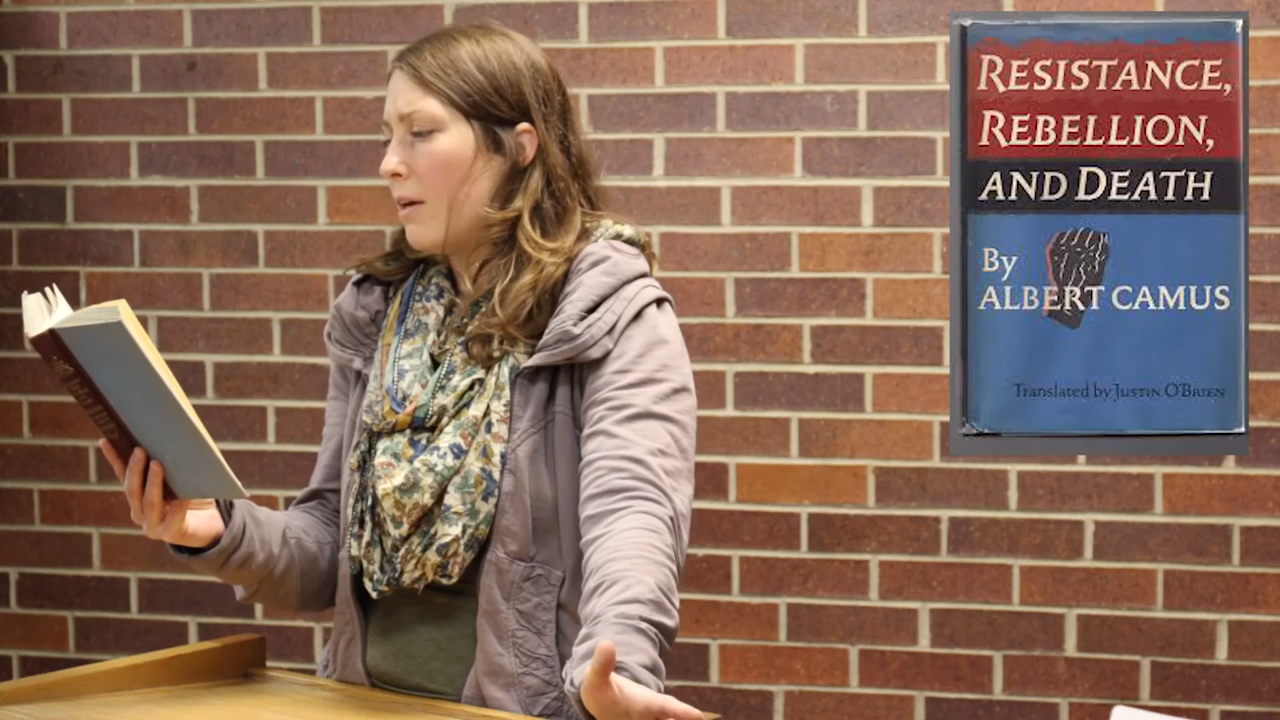 RESISTANCE,
REBELLION,
AND DEATH
By
ALBERT CAMUS
Translated by JUSTIN O'BRIEN